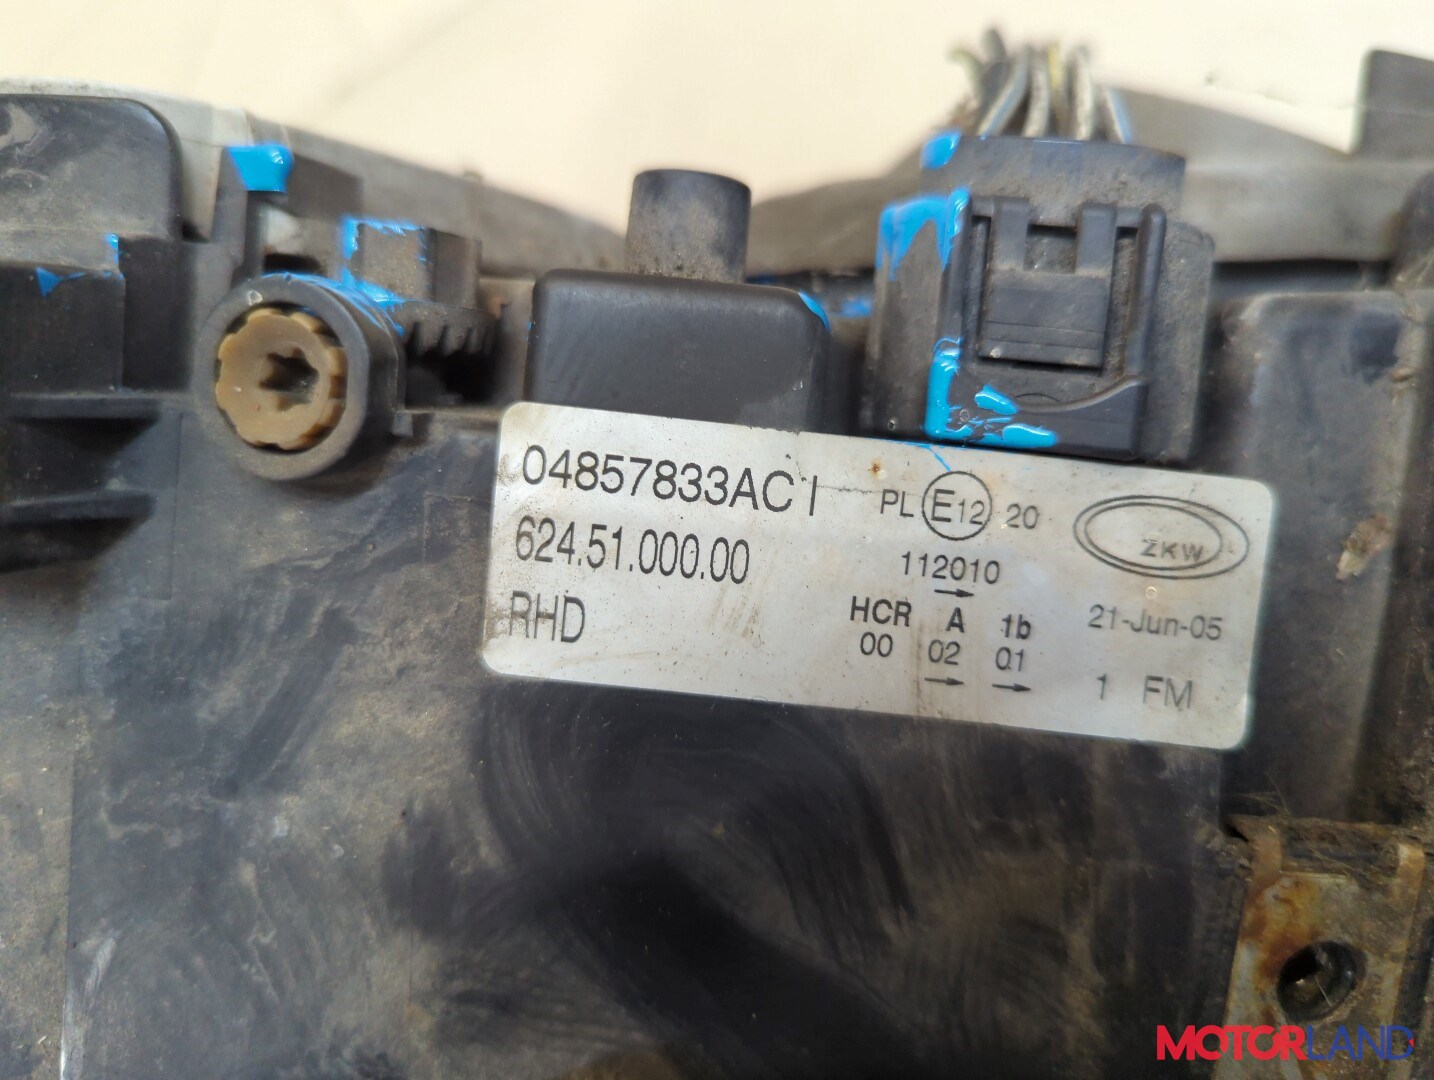 04857833AC I
624.51.000.00
RHD
PL E12 20
112010
HCR A 1b
00 02 01
ZKW
21-Jun-05
1 FM
MOTORLAND